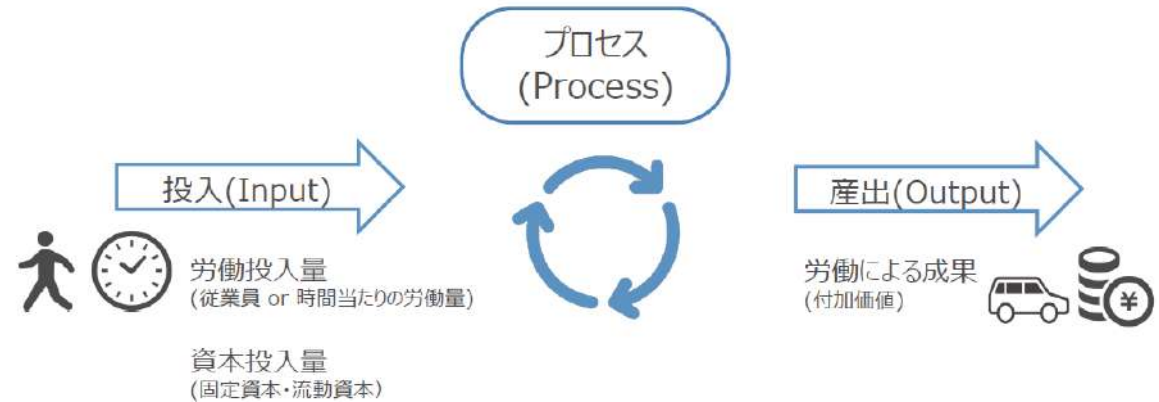 プロセス
(Process)
投入(Input)
労働投入量
(従業員 or 時間当たりの労働量)
資本投入量
(固定資本・流動資本)
産出(Output)
労働による成果
(付加価値)
¥